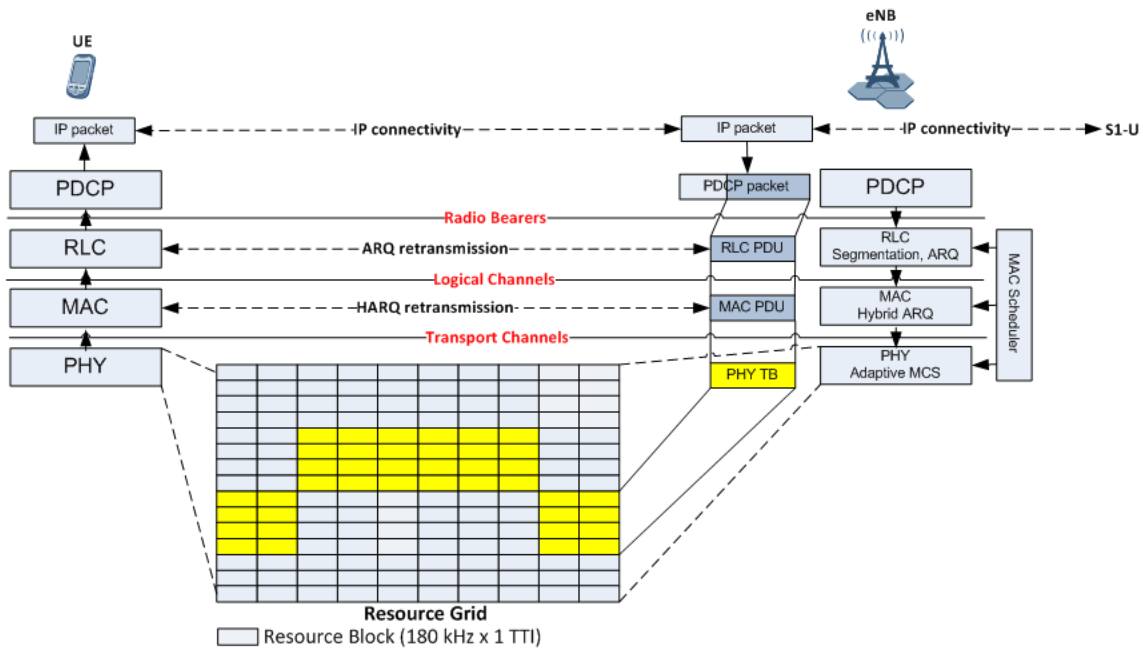 UE
eNB
IP packet
IP connectivity
IP packet
IP connectivity
S1-U
PDCP
PDCP packet
PDCP
Radio Bearers
RLC
ARQ retransmission
RLC PDU
RLC
Segmentation, ARQ
Logical Channels
MAC
HARQ retransmission
MAC PDU
MAC
Hybrid ARQ
MAC Scheduler
Transport Channels
PHY
PHY TB
PHY
Adaptive MCS
Resource Grid
Resource Block (180 kHz x 1 TTI)